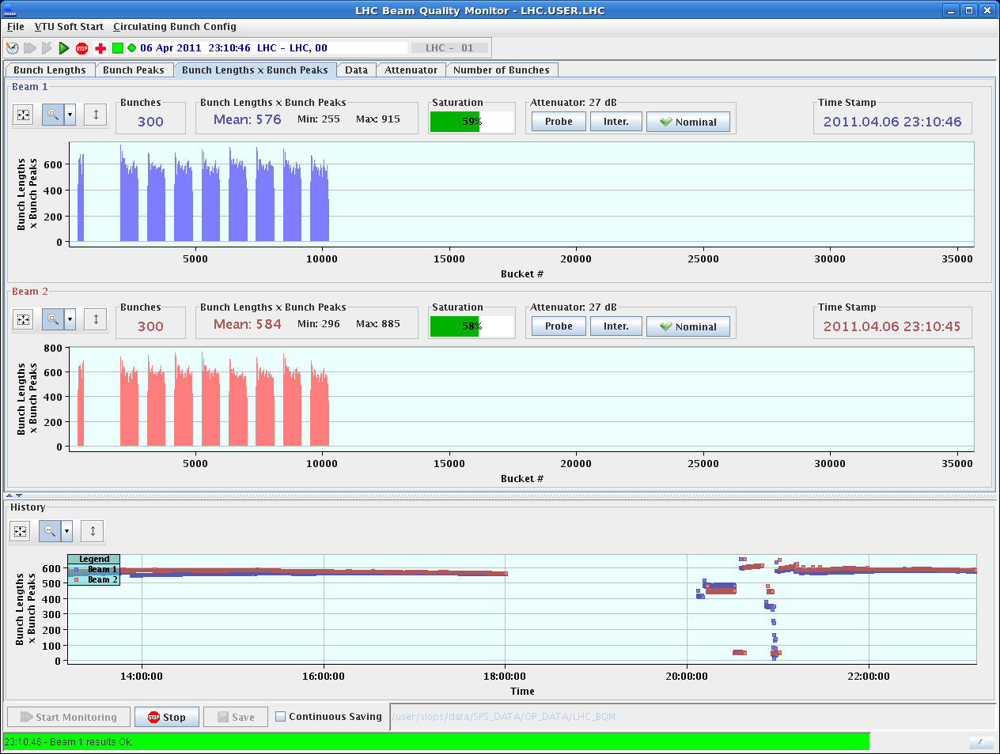 LHC Beam Quality Monitor - LHC.USER.LHC
File VTU Soft Start Circulating Bunch Config
STOP 06 Apr 2011 23:10:46 LHC - LHC, 00 LHC - 01
Bunch Lengths Bunch Peaks Bunch Lengths x Bunch Peaks Data Attenuator Number of Bunches
Beam 1
Bunches Bunch Lengths x Bunch Peaks Saturation Attenuator: 27 dB Time Stamp
300 Mean: 576 Min: 255 Max: 915 59% Probe Inter. Nominal 2011.04.06 23:10:46
Bunch Lengths
x Bunch Peaks
600
400
200
0
5000 10000 15000 20000 25000 30000 35000
Bucket #
Beam 2
Bunches Bunch Lengths x Bunch Peaks Saturation Attenuator: 27 dB Time Stamp
300 Mean: 584 Min: 296 Max: 885 58% Probe Inter. Nominal 2011.04.06 23:10:45
Bunch Lengths
x Bunch Peaks
800
600
400
200
0
5000 10000 15000 20000 25000 30000 35000
Bucket #
History
Bunch Lengths
x Bunch Peaks
Legend
Beam 1
Beam 2
600
500
400
300
200
100
0
14:00:00 16:00:00 18:00:00 20:00:00 22:00:00
Time
Start Monitoring STOP Stop Save Continuous Saving /user/slops/data/SPS_DATA/OP_DATA/LHC_BQM
23:10:46 - Beam 1 results Ok.